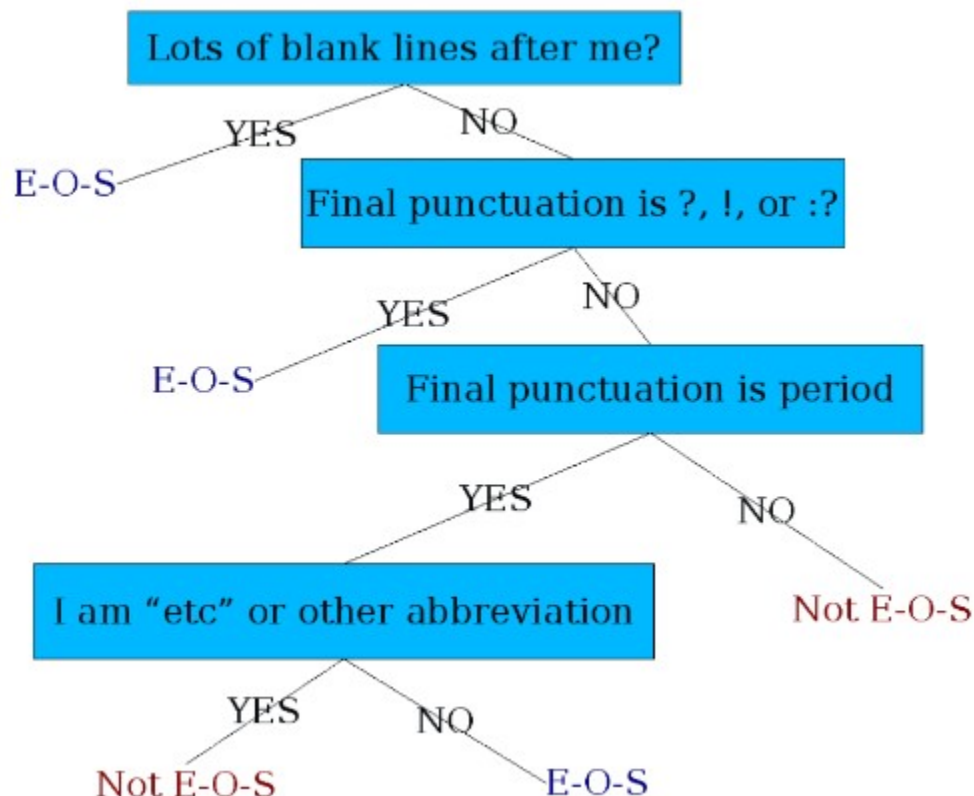 Lots of blank lines after me?
YES
NO
E-O-S
Final punctuation is ?, !, or :?
YES
NO
E-O-S
Final punctuation is period
YES
NO
I am “etc” or other abbreviation
Not E-O-S
YES
NO
Not E-O-S
E-O-S